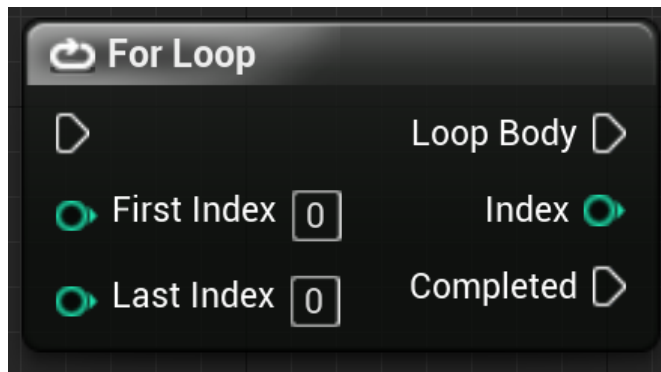 For Loop
Loop Body
First Index 0
Index
Last Index 0
Completed